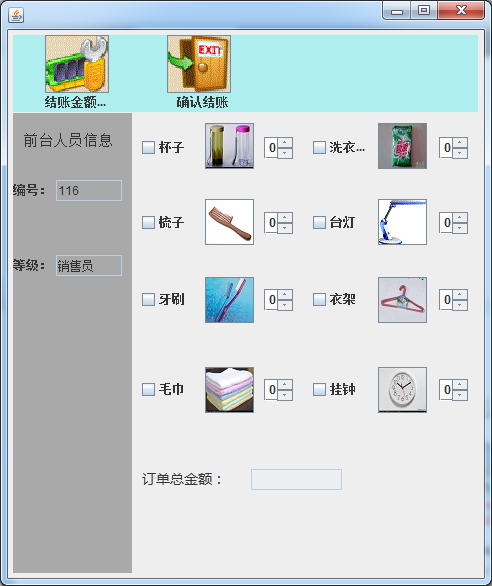 EXIT
结账金额...
确认结账
前台人员信息
编号： 116
等级： 销售员
杯子 0
洗衣... 0
梳子 0
台灯 0
牙刷 0
衣架 0
毛巾 0
挂钟 0
订单总金额：